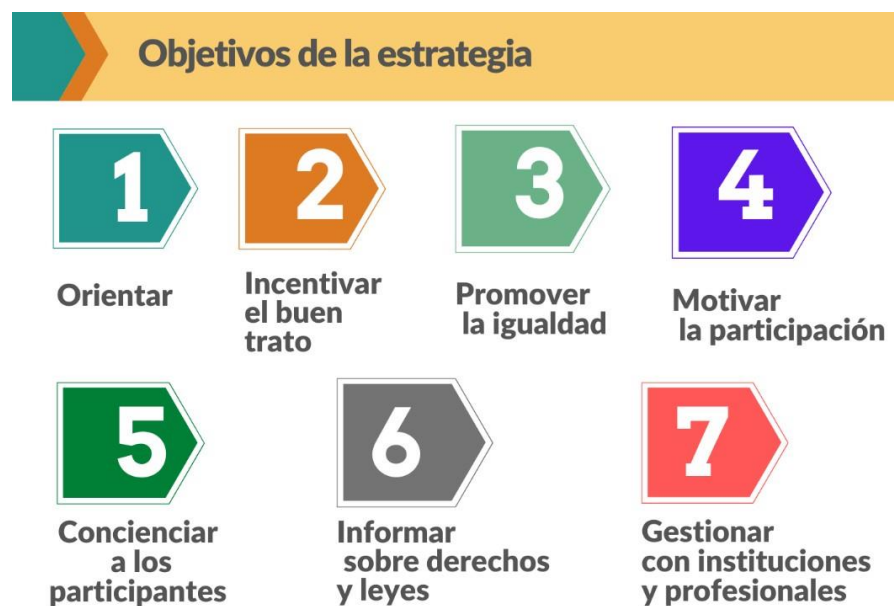 Objetivos de la estrategia
1
Orientar
2
Incentivar
el buen
trato
3
Promover
la igualdad
4
Motivar
la participación
5
Concienciar
a los
participantes
6
Informar
sobre derechos
y leyes
7
Gestionar
con instituciones
y profesionales